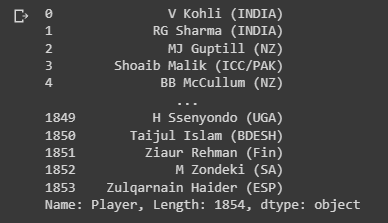 0 V Kohli (INDIA)
1 RG Sharma (INDIA)
2 MJ Guptill (NZ)
3 Shoaib Malik (ICC/PAK)
4 BB McCullum (NZ)
...
1849 H Ssenyondo (UGA)
1850 Taijul Islam (BDESH)
1851 Ziaur Rehman (Fin)
1852 M Zondeki (SA)
1853 Zulqarnain Haider (ESP)
Name: Player, Length: 1854, dtype: object